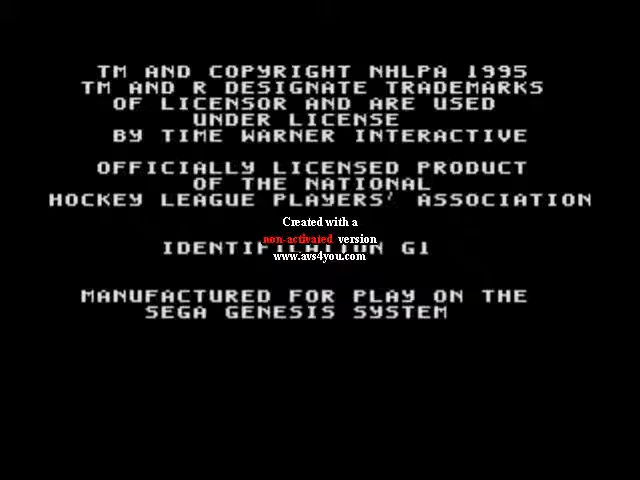 TM AND COPYRIGHT NHLPA 1995
TM AND R DESIGNATE TRADEMARKS
OF LICENSOR AND ARE USED
UNDER LICENSE
BY TIME WARNER INTERACTIVE
OFFICIALLY LICENSED PRODUCT
OF THE NATIONAL
HOCKEY LEAGUE PLAYERS' ASSOCIATION
Created with a
non-activated version
IDENTIFICATION G1
www.avs4you.com
MANUFACTURED FOR PLAY ON THE
SEGA GENESIS SYSTEM